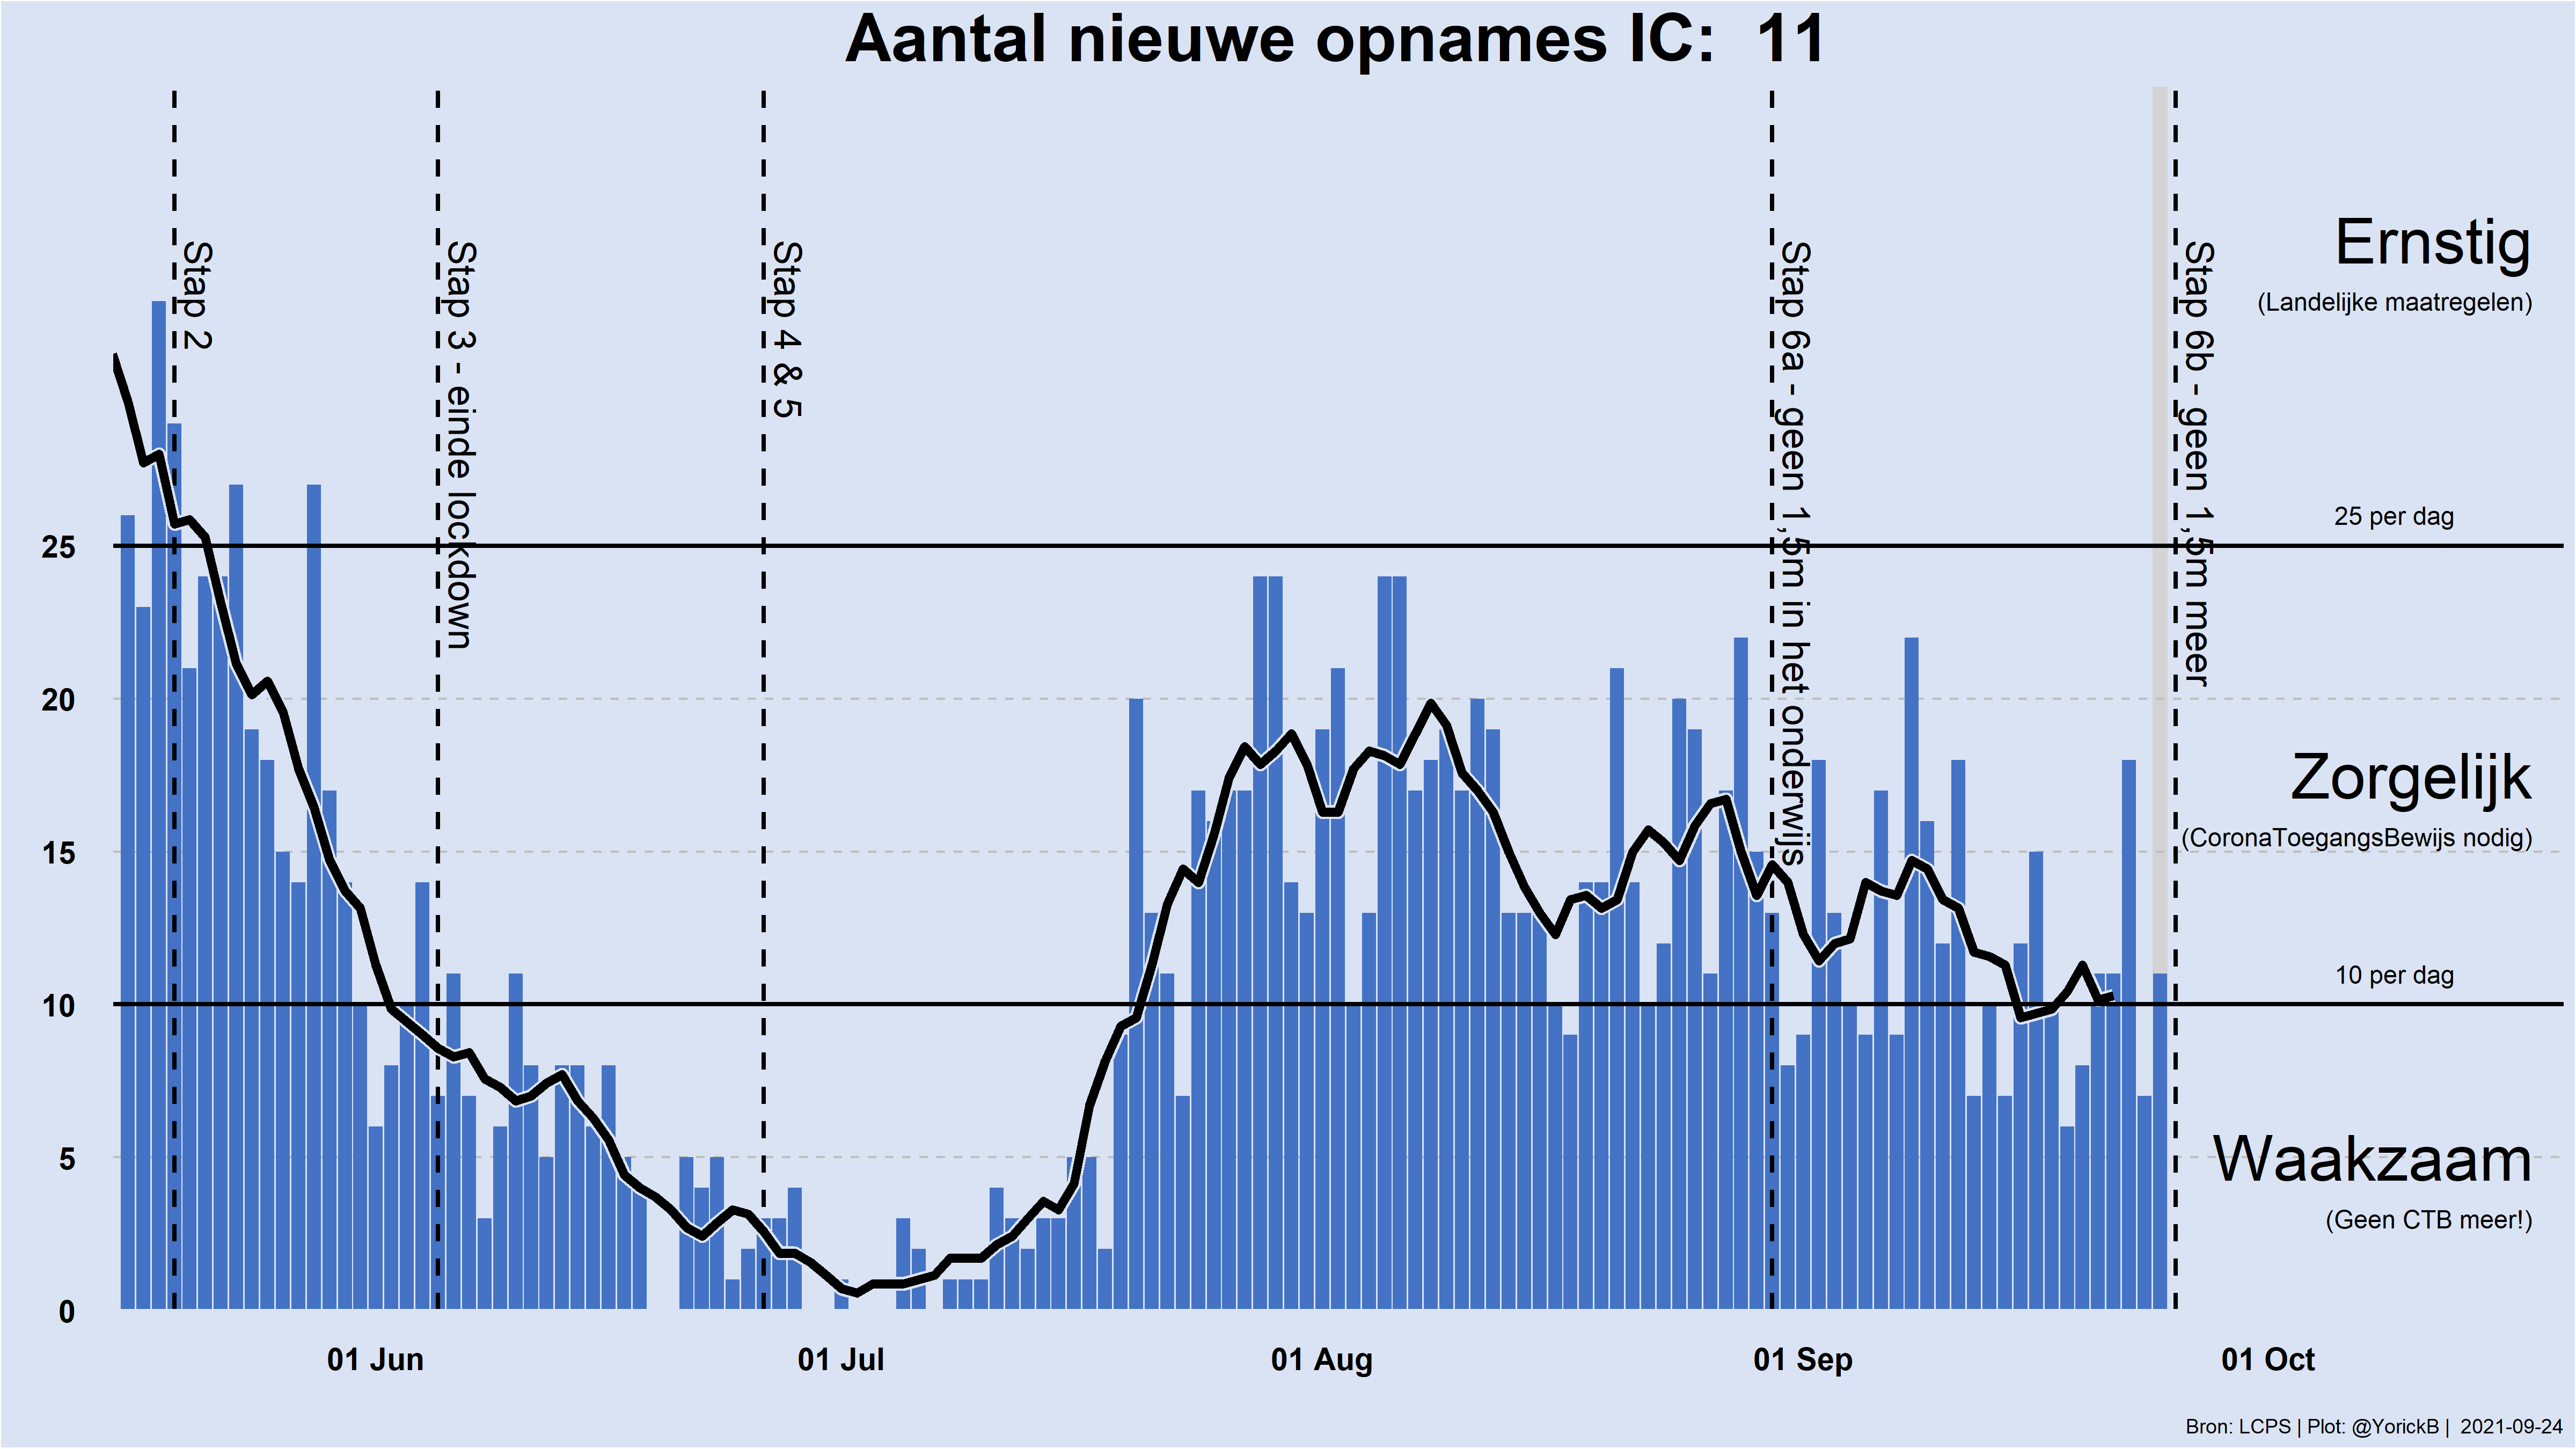 Aantal nieuwe opnames IC: 11
Stap 2
Stap 3 - einde lockdown
Stap 4 & 5
Stap 6a - geen 1,5m in het onderwijs
Stap 6b - geen 1,5m meer
Ernstig
(Landelijke maatregelen)
25 per dag
Zorgelijk
(CoronaToegangsBewijs nodig)
10 per dag
Waakzaam
(Geen CTB meer!)
25
20
15
10
5
0
01 Jun
01 Jul
01 Aug
01 Sep
01 Oct
Bron: LCPS | Plot: @YorickB | 2021-09-24